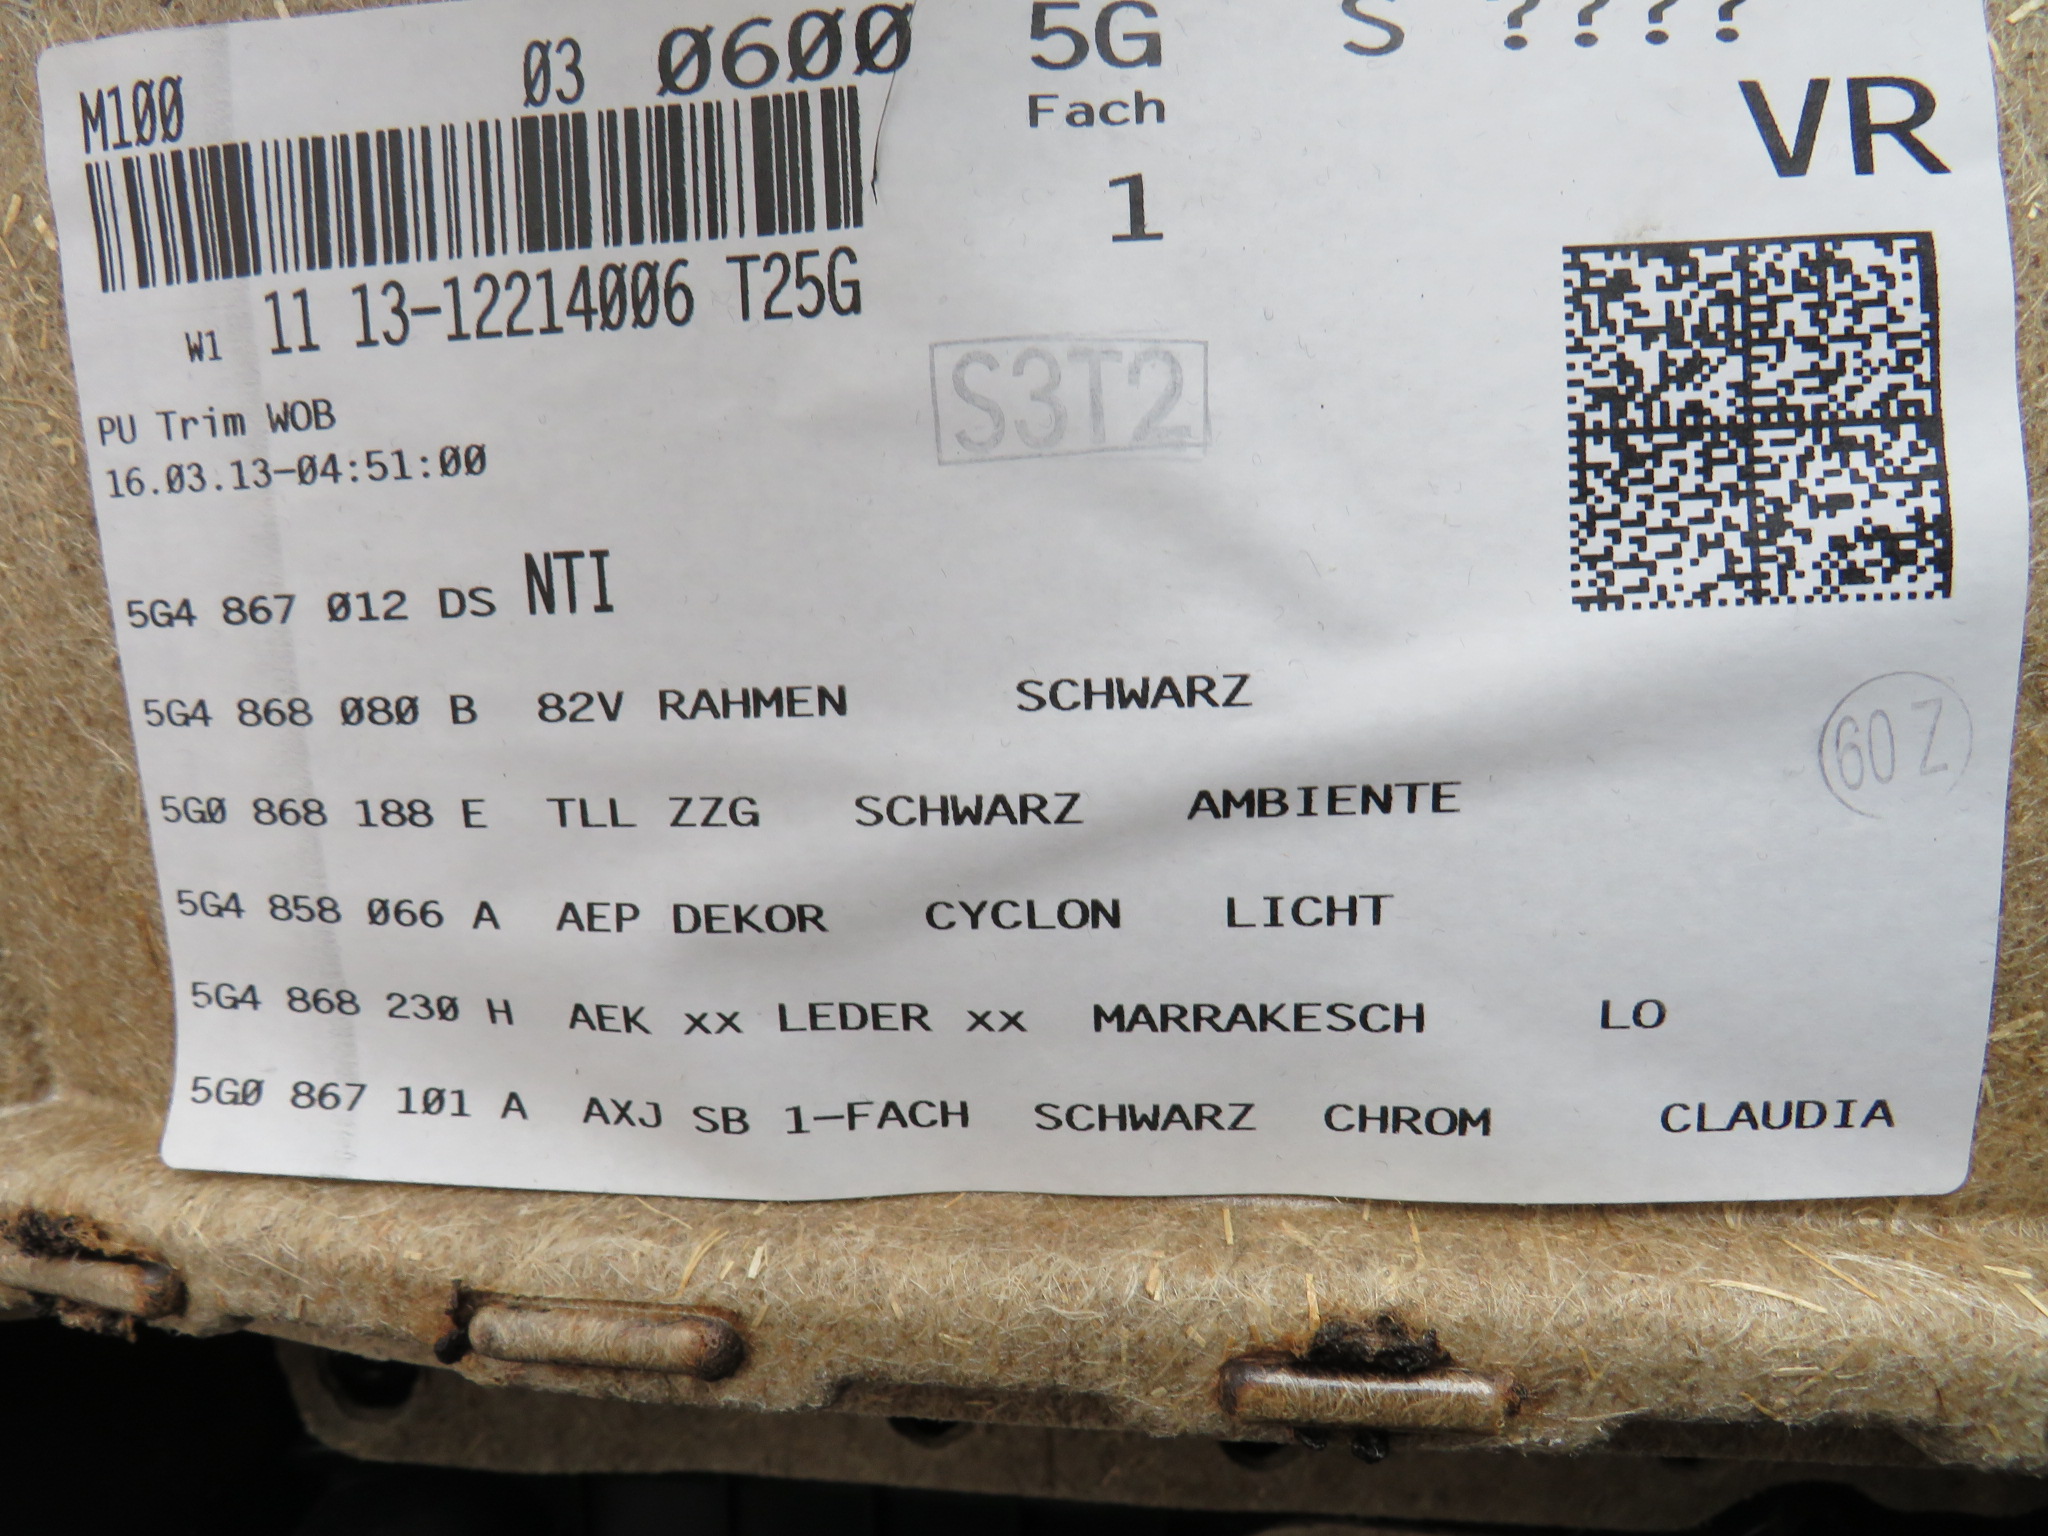 M100 03 0600 5G S ????
Fach
VR
1
W1 11 13-12214006 T25G
S3T2
PU Trim WOB
16.03.13-04:51:00
5G4 867 012 DS NTI
5G4 868 080 B 82V RAHMEN SCHWARZ
60Z
5G0 868 188 E TLL ZZG SCHWARZ AMBIENTE
5G4 858 066 A AEP DEKOR CYCLON LICHT
5G4 868 230 H AEK xx LEDER xx MARRAKESCH LO
5G0 867 101 A AXJ SB 1-FACH SCHWARZ CHROM CLAUDIA